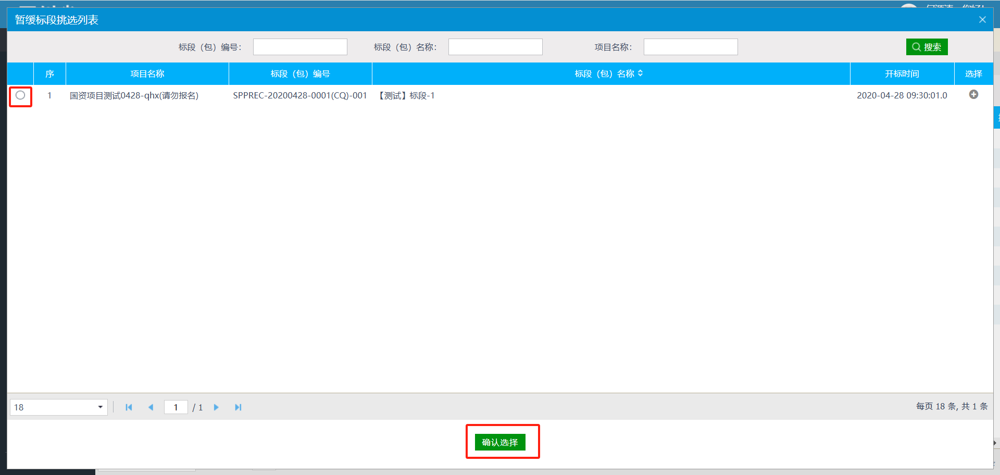 暂缓标段挑选列表
标段（包）编号： 标段（包）名称： 项目名称： 搜索
序 项目名称 标段（包）编号 标段（包）名称 开标时间 选择
1 国资项目测试0428-qhx(请勿报名) SPPREC-20200428-0001(CQ)-001 【测试】标段-1 2020-04-28 09:30:01.0
18 1 / 1 每页 18 条, 共 1 条
确认选择